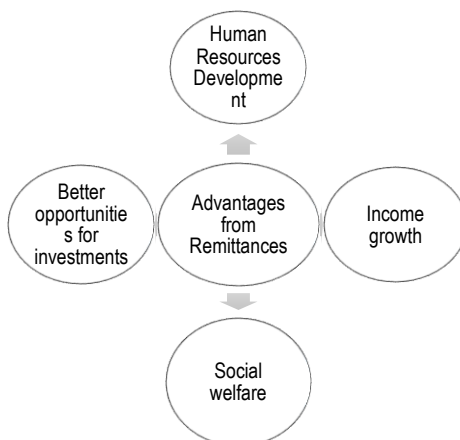 Human
Resources
Developme
nt
Better
opportunitie
s for
investments
Advantages
from
Remittances
Income
growth
Social
welfare